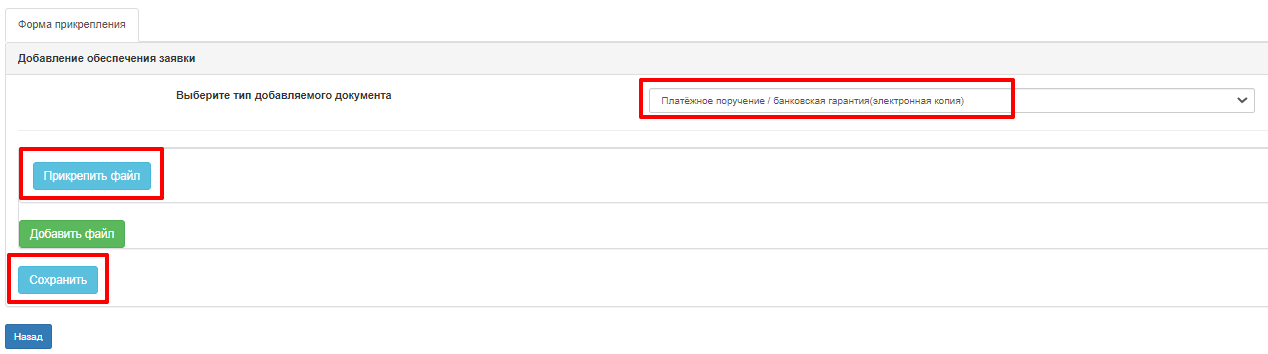 Форма прикрепления
Добавление обеспечения заявки
Выберите тип добавляемого документа
Платёжное поручение / банковская гарантия(электронная копия)
Прикрепить файл
Добавить файл
Сохранить
Назад